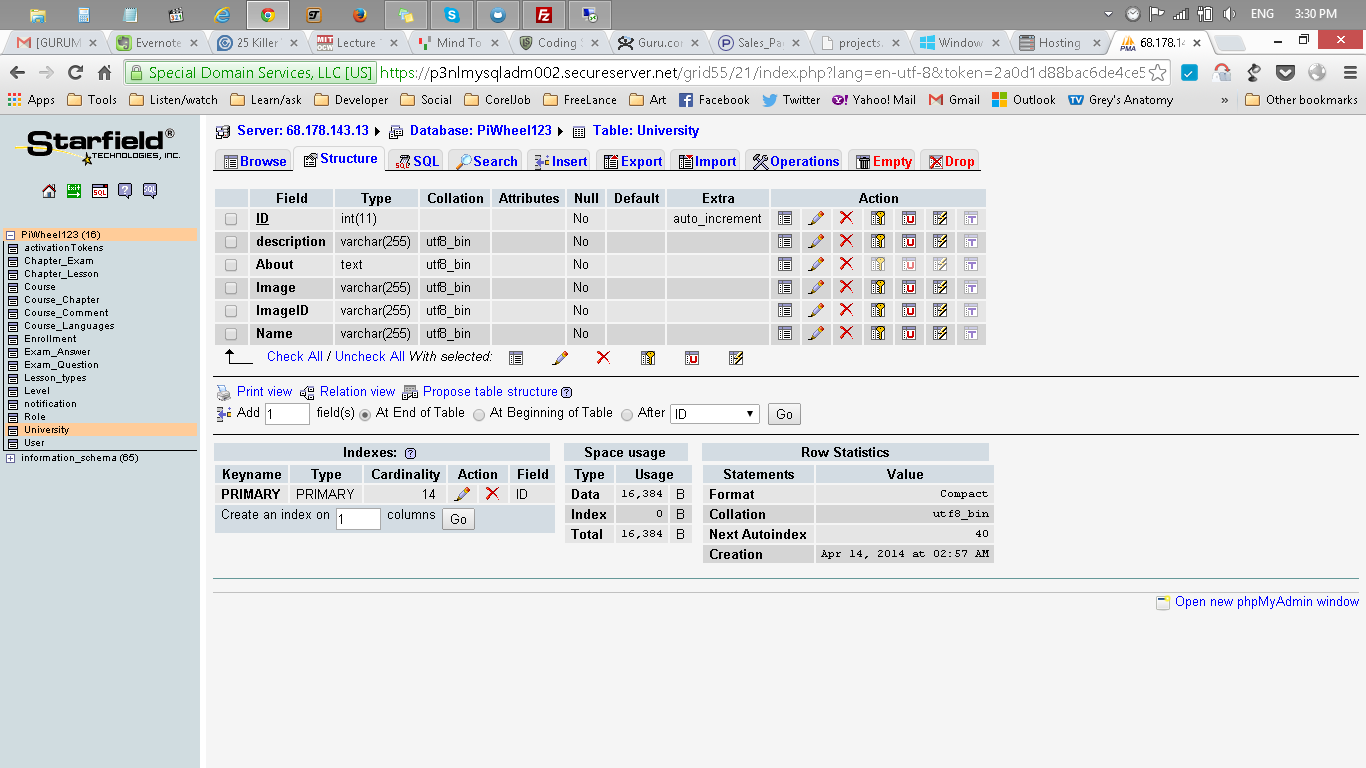 ENG 3:30 PM
[GURUM
Evernote
25 Killer
MIT OCW
Lecture
Mind To
Coding
Guru.co
Sales_Pa
projects.
Window
Hosting
PMA
68.178.14
Special Domain Services, LLC [US] https://p3nlmysqladm002.secureserver.net/grid55/21/index.php?lang=en-utf-8&token=2a0d1d88bac6de4ce5
Apps Tools Listen/watch Learn/ask Developer Social CorelJob FreeLance Art Facebook Twitter Yahoo! Mail Gmail Outlook TV Grey's Anatomy » Other bookmarks
Starfield®
TECHNOLOGIES, INC.
SQL
PiWheel123 (16)
activationTokens
Chapter_Exam
Chapter_Lesson
Course
Course_Chapter
Course_Comment
Course_Languages
Enrollment
Exam_Answer
Exam_Question
Lesson_types
Level
notification
Role
University
User
information_schema (65)
Server: 68.178.143.13 Database: PiWheel123 Table: University
Browse Structure SQL Search Insert Export Import Operations Empty Drop
Field Type Collation Attributes Null Default Extra Action
ID int(11) No auto_increment
description varchar(255) utf8_bin No
About text utf8_bin No
Image varchar(255) utf8_bin No
ImageID varchar(255) utf8_bin No
Name varchar(255) utf8_bin No
Check All / Uncheck All With selected:
Print view Relation view Propose table structure
Add 1 field(s) At End of Table At Beginning of Table After ID Go
Indexes:
Keyname Type Cardinality Action Field
PRIMARY PRIMARY 14 ID
Create an index on 1 columns Go
Space usage
Type Usage
Data 16,384 B
Index 0 B
Total 16,384 B
Row Statistics
Statements Value
Format Compact
Collation utf8_bin
Next Autoindex 40
Creation Apr 14, 2014 at 02:57 AM
Open new phpMyAdmin window